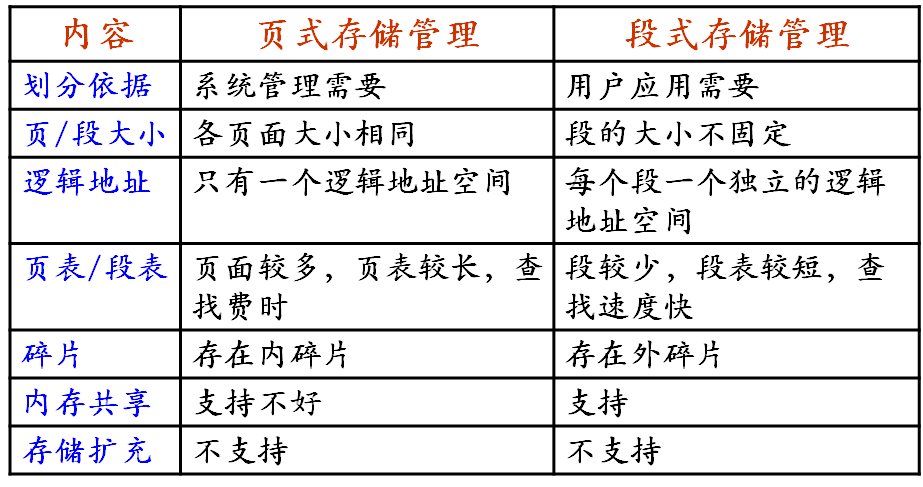 内容 页式存储管理 段式存储管理
划分依据 系统管理需要 用户应用需要
页/段大小 各页面大小相同 段的大小不固定
逻辑地址 只有一个逻辑地址空间 每个段一个独立的逻辑
地址空间
页表/段表 页面较多，页表较长，查 段较少，段表较短，查
找费时 找速度快
碎片 存在内碎片 存在外碎片
内存共享 支持不好 支持
存储扩充 不支持 不支持